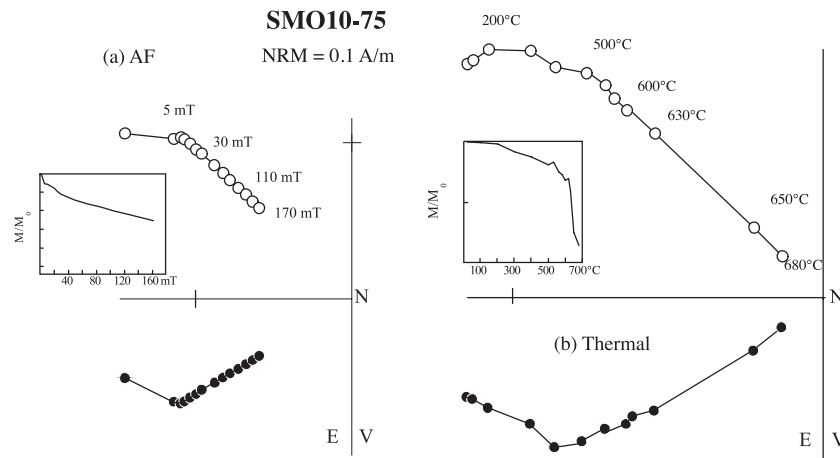 SMO10-75
(a) AF
NRM = 0.1 A/m
5 mT
30 mT
110 mT
170 mT
M/M0
40 80 120 160 mT
N
E V
200°C
500°C
600°C
630°C
650°C
680°C
M/M0
100 300 500 700°C
N
(b) Thermal
E V